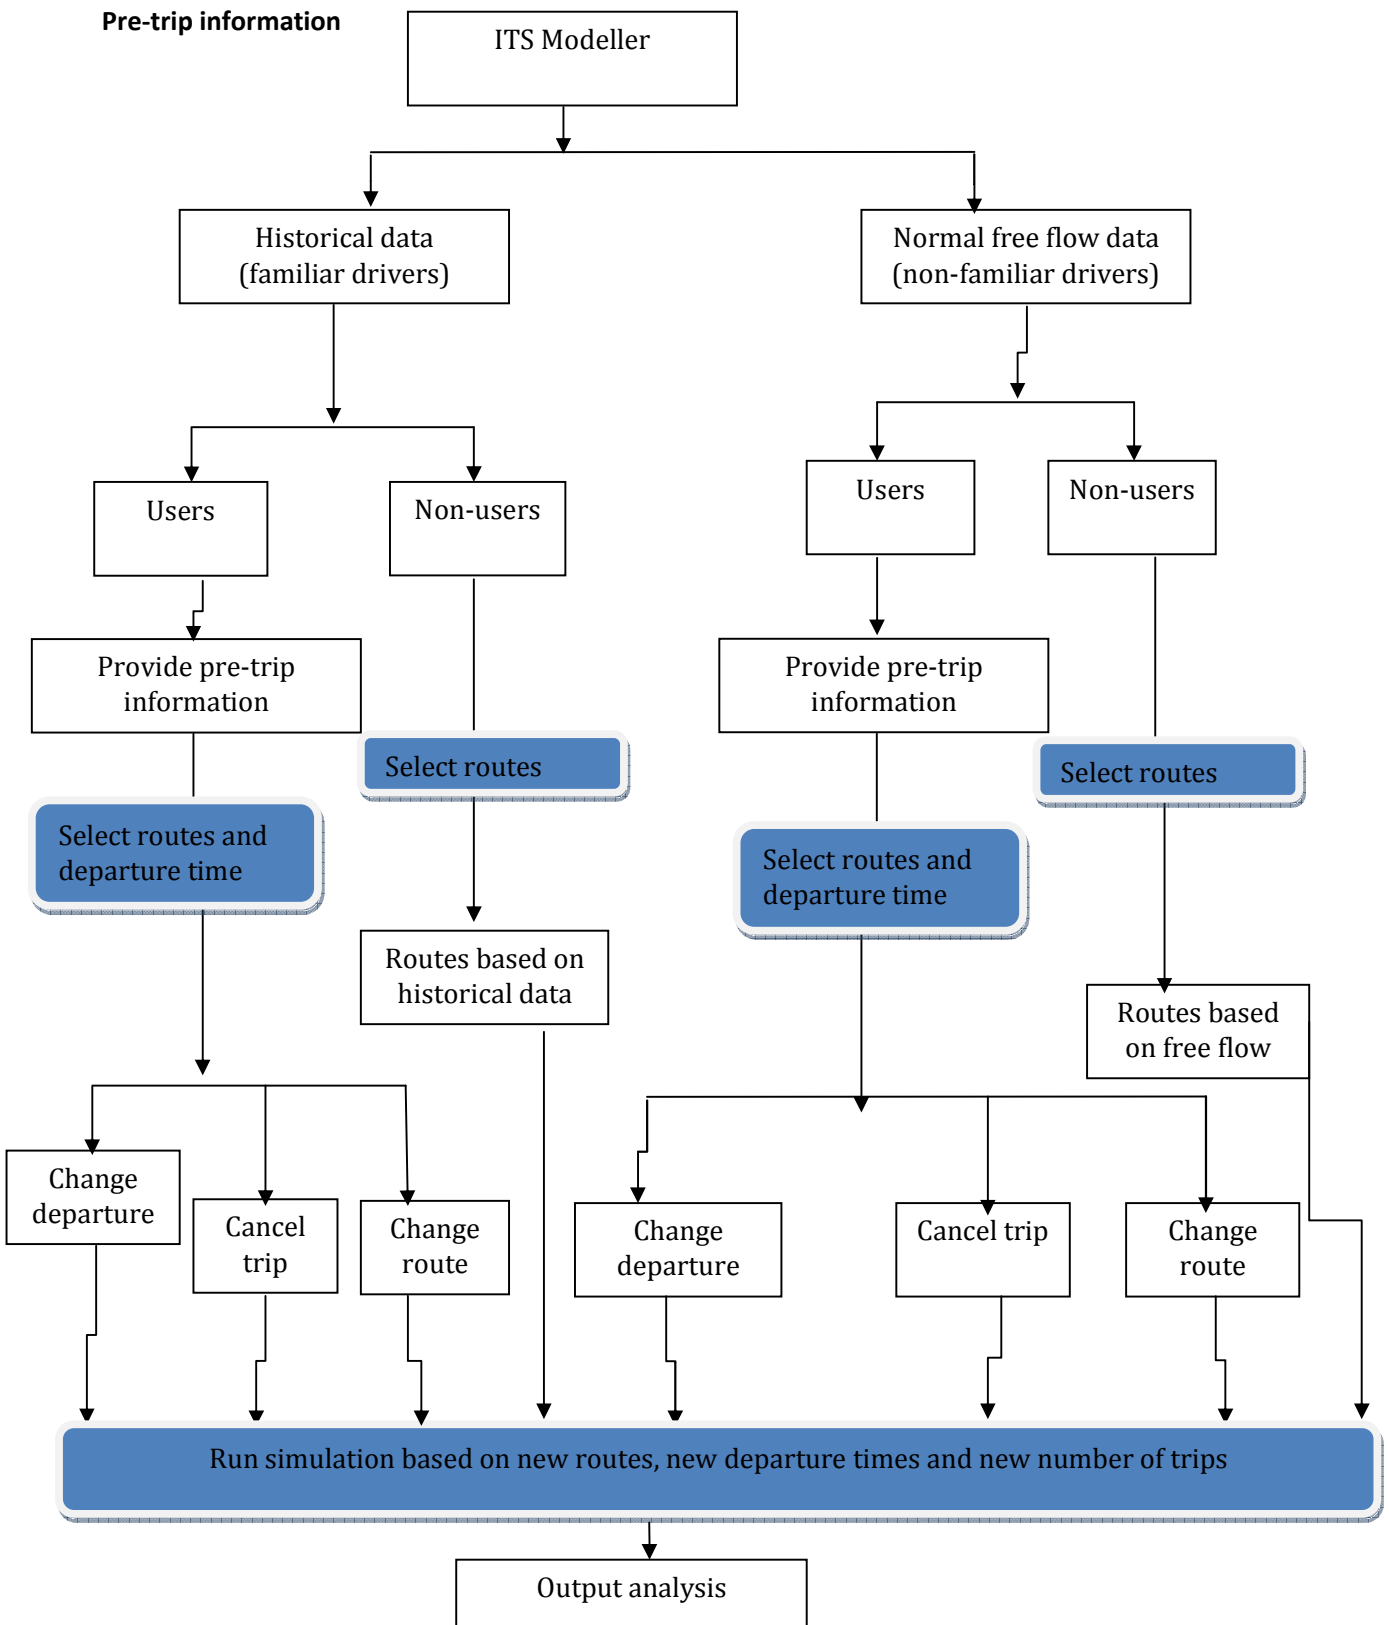 Pre-trip information
ITS Modeller
Historical data
(familiar drivers)
Normal free flow data
(non-familiar drivers)
Users
Non-users
Users
Non-users
Provide pre-trip
information
Provide pre-trip
information
Select routes
Select routes
Select routes and
departure time
Select routes and
departure time
Routes based on
historical data
Routes based
on free flow
Change
departure
Cancel
trip
Change
route
Change
departure
Cancel trip
Change
route
Run simulation based on new routes, new departure times and new number of trips
Output analysis